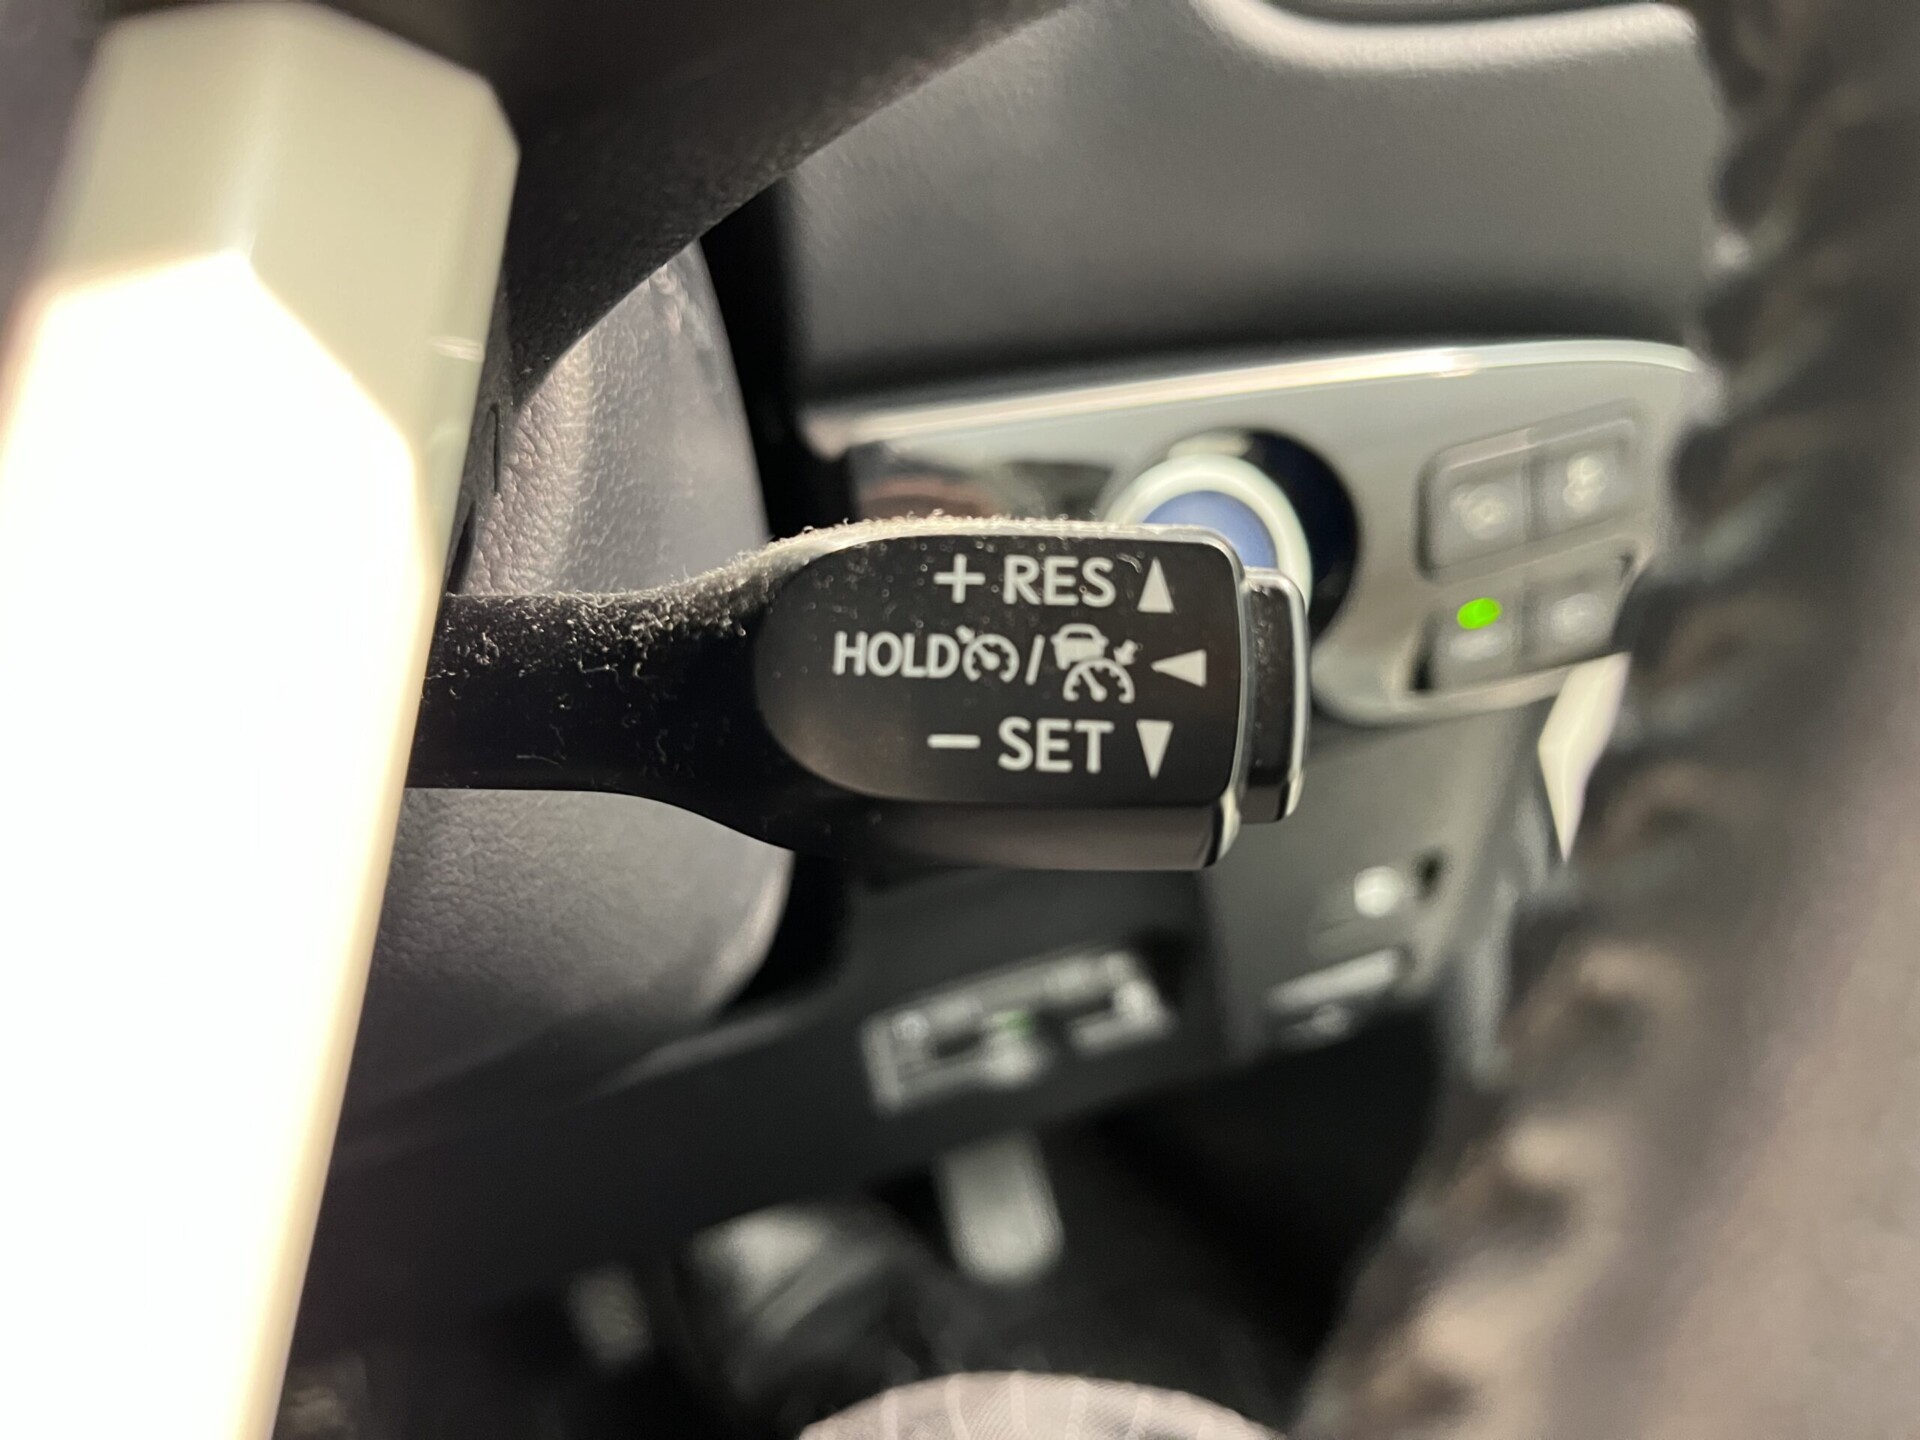 + RES ▲
HOLD / ◀
- SET ▼